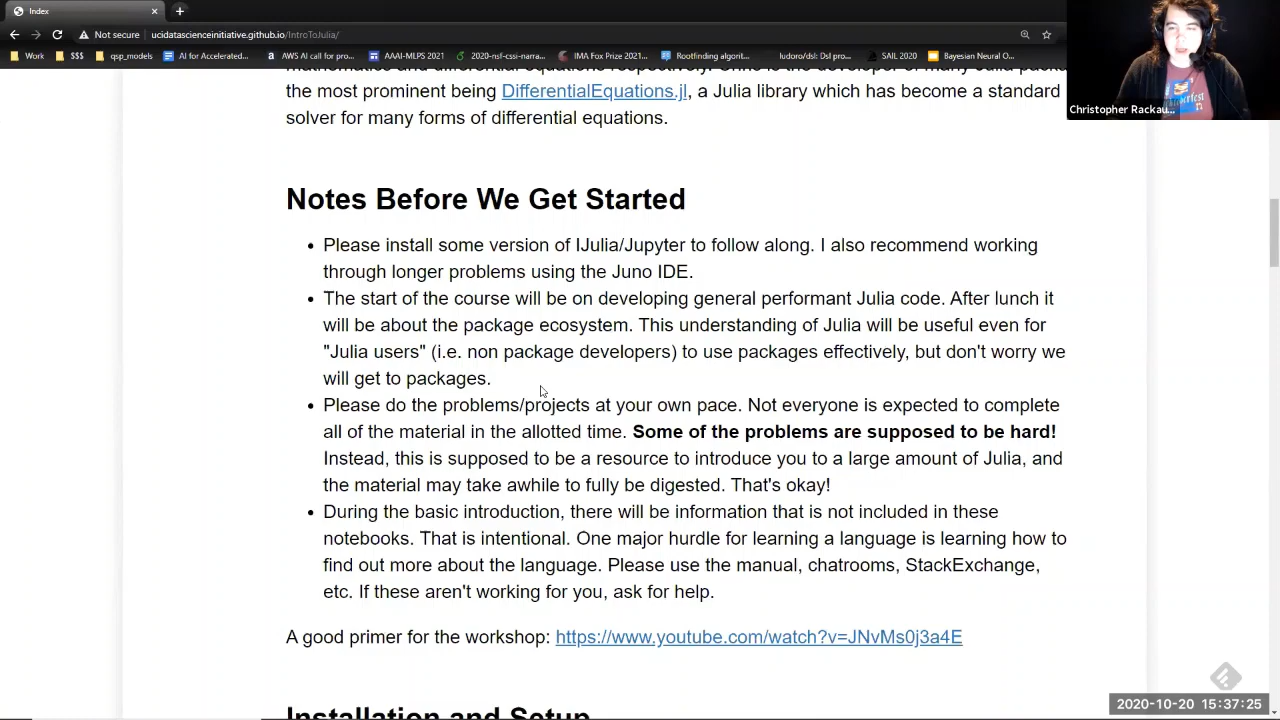 Index
Not secure
ucidatascienceinitiative.github.io/IntroToJulia/
Work
$$$
qsp_models
AI for Accelerated...
AWS AI call for pro...
AAAI-MLPS 2021
2020-nsf-cssi-narra...
IMA Fox Prize 2021...
Rootfinding algorit...
ludoro/dsl: Dsl pro...
SAIL 2020
Bayesian Neural O...
the most prominent being DifferentialEquations.jl, a Julia library which has become a standard
solver for many forms of differential equations.
Christopher Rackau...
Notes Before We Get Started
• Please install some version of IJulia/Jupyter to follow along. I also recommend working
through longer problems using the Juno IDE.
• The start of the course will be on developing general performant Julia code. After lunch it
will be about the package ecosystem. This understanding of Julia will be useful even for
"Julia users" (i.e. non package developers) to use packages effectively, but don't worry we
will get to packages.
• Please do the problems/projects at your own pace. Not everyone is expected to complete
all of the material in the allotted time. Some of the problems are supposed to be hard!
Instead, this is supposed to be a resource to introduce you to a large amount of Julia, and
the material may take awhile to fully be digested. That's okay!
• During the basic introduction, there will be information that is not included in these
notebooks. That is intentional. One major hurdle for learning a language is learning how to
find out more about the language. Please use the manual, chatrooms, StackExchange,
etc. If these aren't working for you, ask for help.
A good primer for the workshop: https://www.youtube.com/watch?v=JNvMs0j3a4E
Installation and Setup
2020-10-20 15:37:25